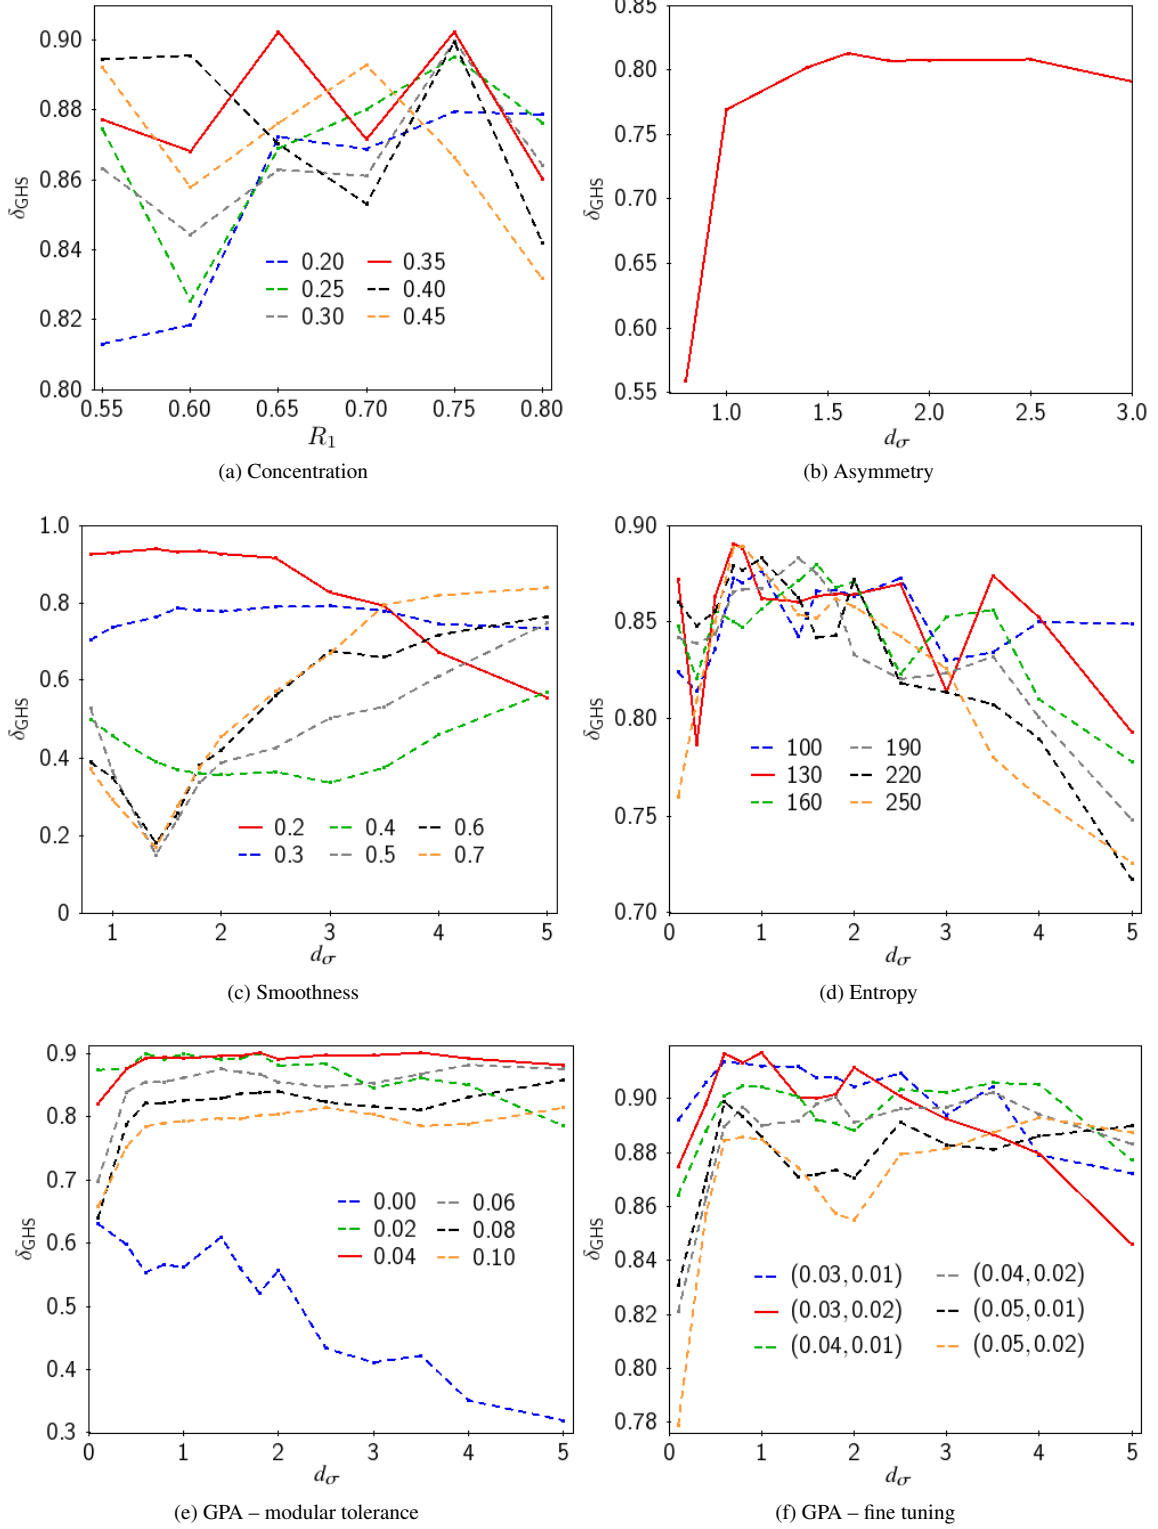 0.90
0.88
0.86
0.84
0.82
0.80
δGHS
0.20
0.25
0.30
0.35
0.40
0.45
0.55 0.60 0.65 0.70 0.75 0.80
R1
(a) Concentration
0.85
0.80
0.75
0.70
0.65
0.60
0.55
δGHS
1.0 1.5 2.0 2.5 3.0
dσ
(b) Asymmetry
1.0
0.8
0.6
0.4
0.2
0
δGHS
0.2 0.4 0.6
0.3 0.5 0.7
1 2 3 4 5
dσ
(c) Smoothness
0.90
0.85
0.80
0.75
0.70
δGHS
100 190
130 220
160 250
0 1 2 3 4 5
dσ
(d) Entropy
0.9
0.8
0.7
0.6
0.5
0.4
0.3
δGHS
0.00 0.06
0.02 0.08
0.04 0.10
0 1 2 3 4 5
dσ
(e) GPA – modular tolerance
0.90
0.88
0.86
0.84
0.82
0.80
0.78
δGHS
(0.03,0.01) (0.04,0.02)
(0.03,0.02) (0.05,0.01)
(0.04,0.01) (0.05,0.02)
0 1 2 3 4 5
dσ
(f) GPA – fine tuning